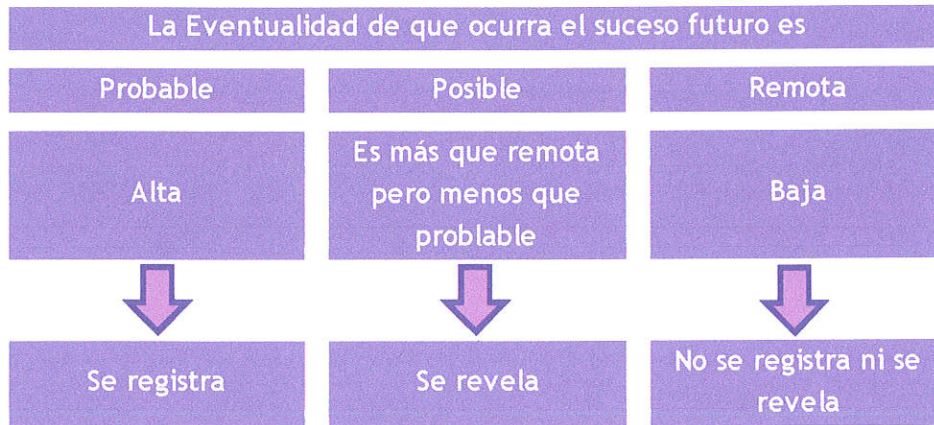 La Eventualidad de que ocurra el suceso futuro es
Probable
Posible
Remota
Alta
Es más que remota
pero menos que
problable
Baja
Se registra
Se revela
No se registra ni se
revela